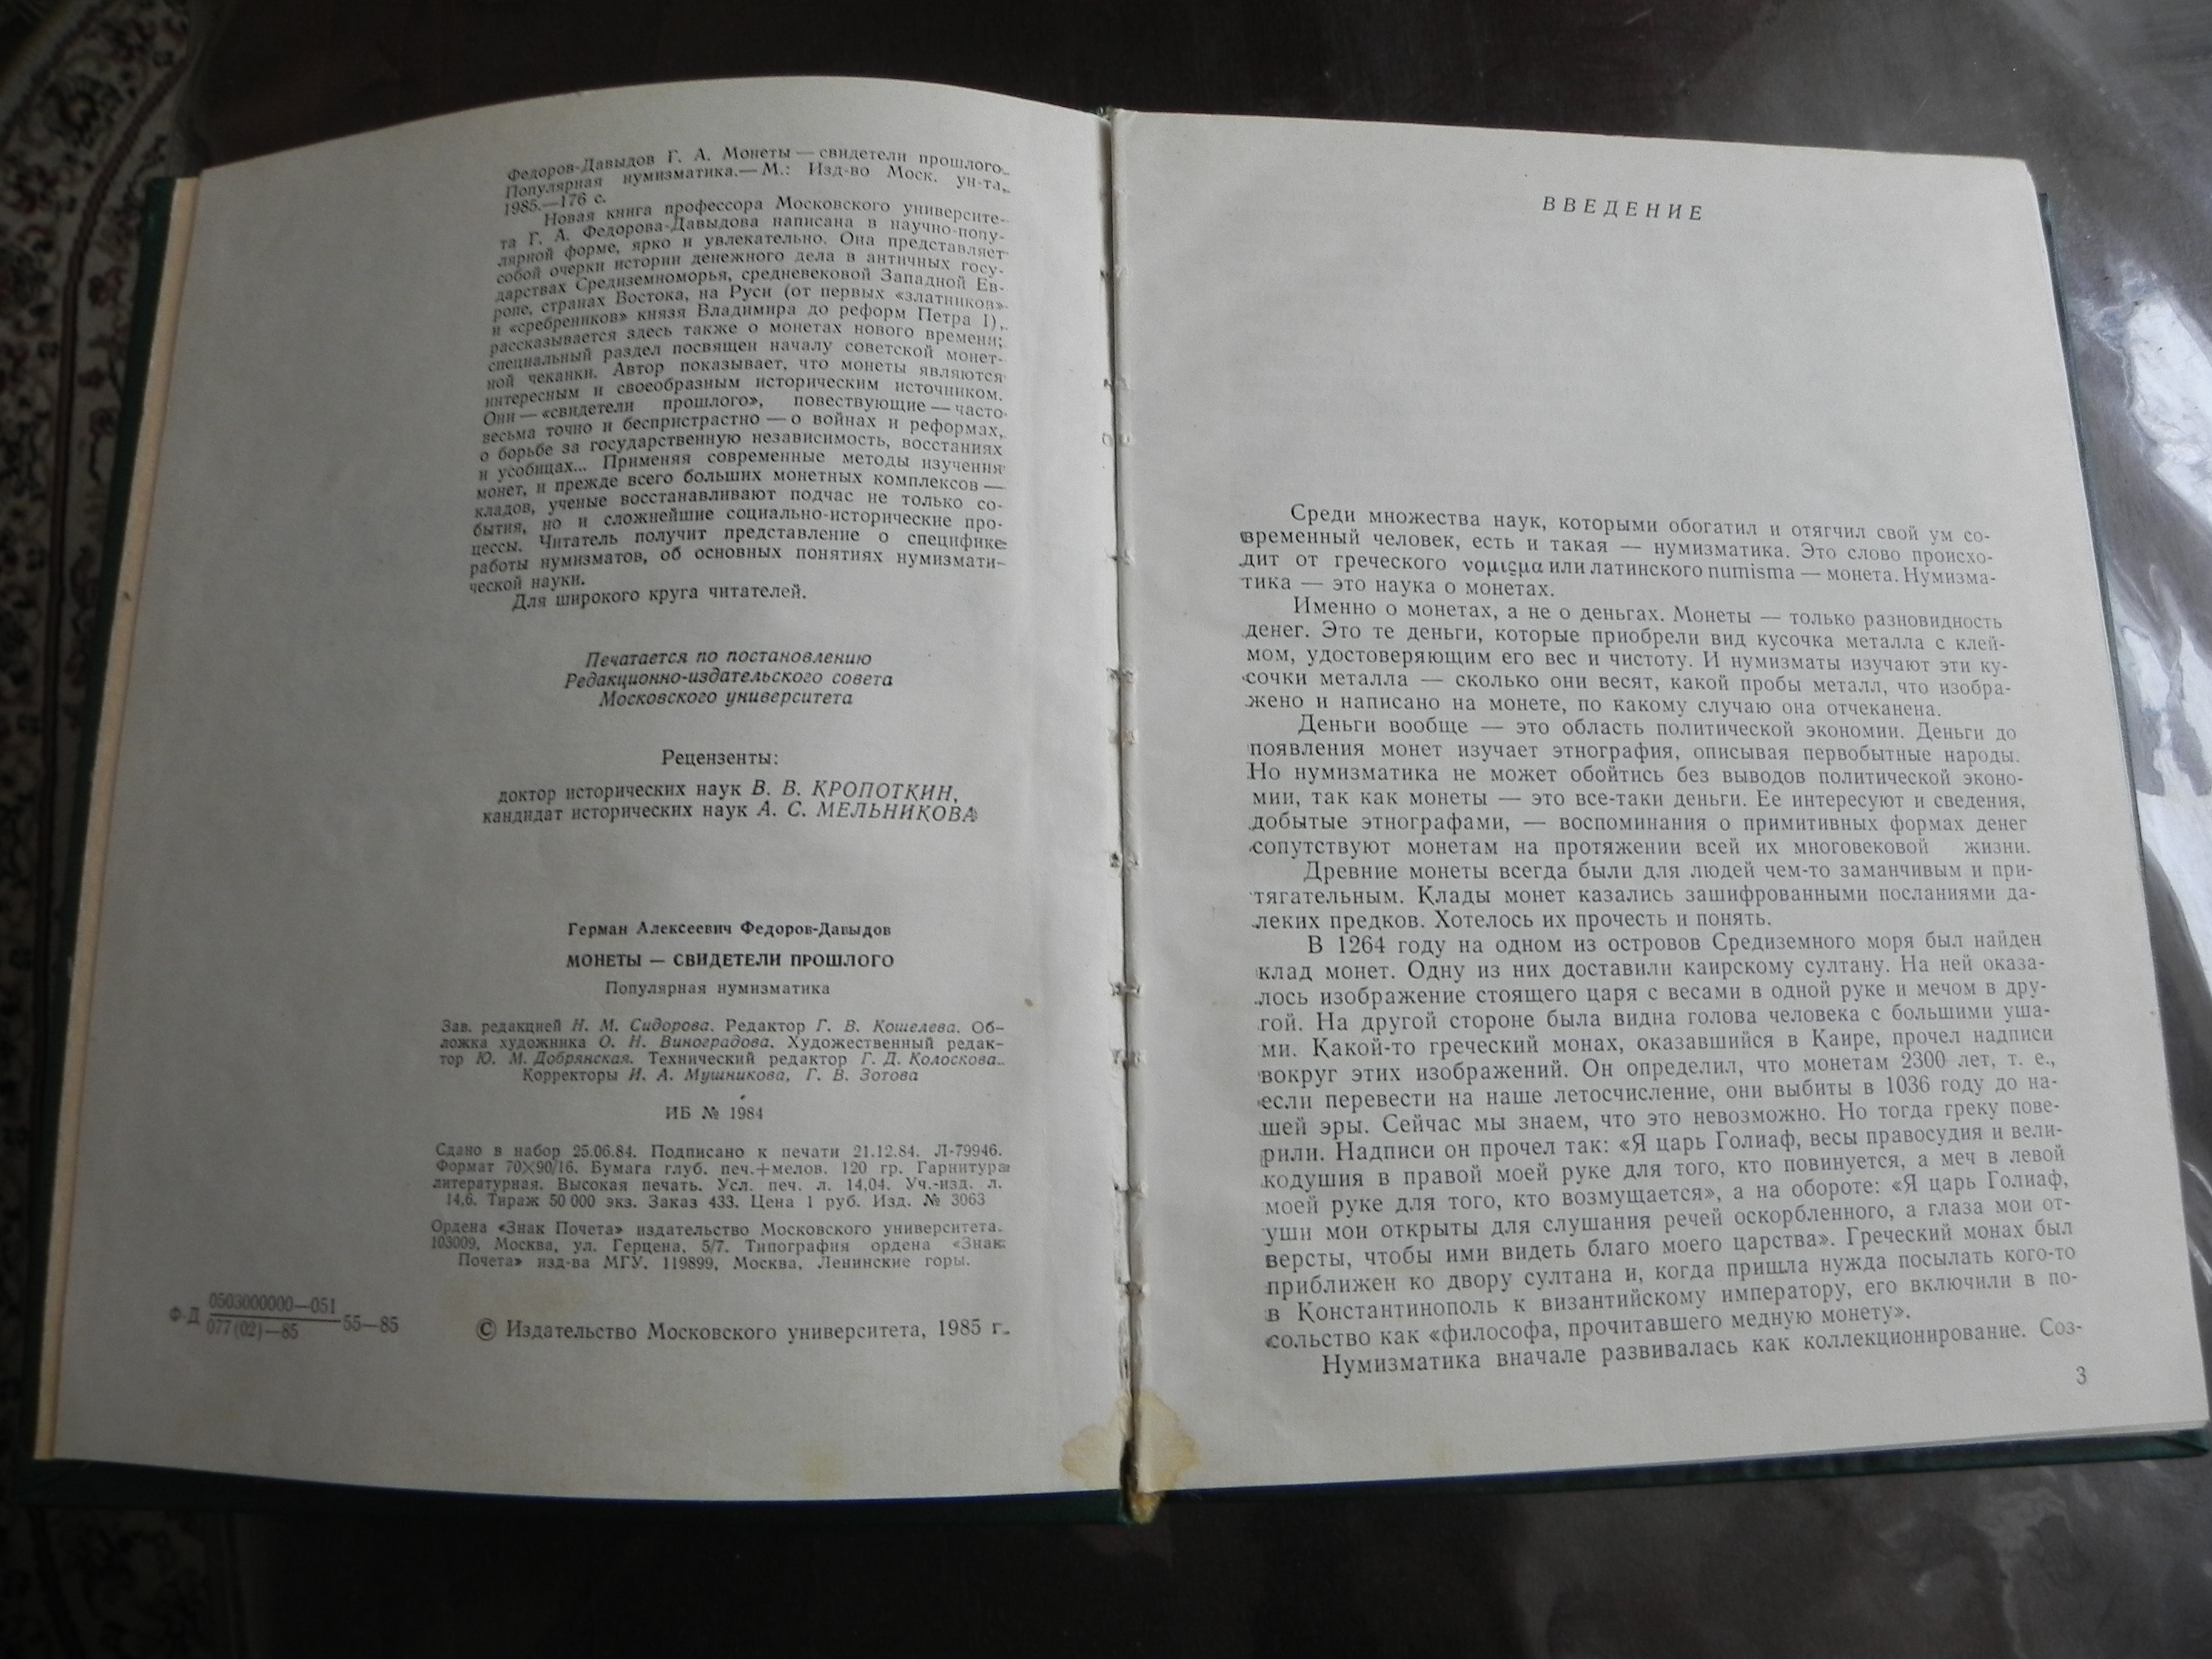 Федоров-Давыдов Г. А. Монеты — свидетели прошлого.
Популярная нумизматика.— М.: Изд-во Моск. ун-та,
1985.—176 с.
Новая книга профессора Московского университе-
та Г. А. Федорова-Давыдова написана в научно-попу-
лярной форме, ярко и увлекательно. Она представляет
собой очерки истории денежного дела в античных госу-
дарствах Средиземноморья, средневековой Западной Ев-
ропе, странах Востока, на Руси (от первых «златников»
и «сребреников» князя Владимира до реформ Петра I),
рассказывается здесь также о монетах нового времени;
специальный раздел посвящен началу советской монет-
ной чеканки. Автор показывает, что монеты являются
интересным и своеобразным историческим источником.
Они — «свидетели прошлого», повествующие — часто
весьма точно и беспристрастно — о войнах и реформах,
о борьбе за государственную независимость, восстаниях
и усобицах... Применяя современные методы изучения
монет, и прежде всего больших монетных комплексов —
кладов, ученые восстанавливают подчас не только со-
бытия, но и сложнейшие социально-исторические про-
цессы. Читатель получит представление о специфике
работы нумизматов, об основных понятиях нумизмати-
ческой науки.
Для широкого круга читателей.
Печатается по постановлению
Редакционно-издательского совета
Московского университета
Рецензенты:
доктор исторических наук В. В. КРОПОТКИН,
кандидат исторических наук А. С. МЕЛЬНИКОВА
Герман Алексеевич Федоров-Давыдов
МОНЕТЫ — СВИДЕТЕЛИ ПРОШЛОГО
Популярная нумизматика
Зав. редакцией Н. М. Сидорова. Редактор Г. В. Кошелева. Об-
ложка художника О. Н. Виноградова. Художественный редак-
тор Ю. М. Добрянская. Технический редактор Г. Д. Колоскова.
Корректоры И. А. Мушникова, Г. В. Зотова
ИБ № 1984
Сдано в набор 25.06.84. Подписано к печати 21.12.84. Л-79946.
Формат 70×90/16. Бумага глуб. печ.+мелов. 120 гр. Гарнитура
литературная. Высокая печать. Усл. печ. л. 14,04. Уч.-изд. л.
14,6. Тираж 50 000 экз. Заказ 433. Цена 1 руб. Изд. № 3063
Ордена «Знак Почета» издательство Московского университета.
103009, Москва, ул. Герцена, 5/7. Типография ордена «Знак
Почета» изд-ва МГУ. 119899, Москва, Ленинские горы.
Ф-Д 0503000000—051 55—85
077(02)—85
© Издательство Московского университета, 1985 г.
ВВЕДЕНИЕ
Среди множества наук, которыми обогатил и отягчил свой ум со-
временный человек, есть и такая — нумизматика. Это слово происхо-
дит от греческого νομιςμα или латинского numisma — монета. Нумизма-
тика — это наука о монетах.
Именно о монетах, а не о деньгах. Монеты — только разновидность
денег. Это те деньги, которые приобрели вид кусочка металла с клей-
мом, удостоверяющим его вес и чистоту. И нумизматы изучают эти ку-
сочки металла — сколько они весят, какой пробы металл, что изобра-
жено и написано на монете, по какому случаю она отчеканена.
Деньги вообще — это область политической экономии. Деньги до
появления монет изучает этнография, описывая первобытные народы.
Но нумизматика не может обойтись без выводов политической эконо-
мии, так как монеты — это все-таки деньги. Ее интересуют и сведения,
добытые этнографами, — воспоминания о примитивных формах денег
сопутствуют монетам на протяжении всей их многовековой жизни.
Древние монеты всегда были для людей чем-то заманчивым и при-
тягательным. Клады монет казались зашифрованными посланиями да-
леких предков. Хотелось их прочесть и понять.
В 1264 году на одном из островов Средиземного моря был найден
клад монет. Одну из них доставили каирскому султану. На ней оказа-
лось изображение стоящего царя с весами в одной руке и мечом в дру-
гой. На другой стороне была видна голова человека с большими уша-
ми. Какой-то греческий монах, оказавшийся в Каире, прочел надписи
вокруг этих изображений. Он определил, что монетам 2300 лет, т. е.,
если перевести на наше летосчисление, они выбиты в 1036 году до на-
шей эры. Сейчас мы знаем, что это невозможно. Но тогда греку пове-
рили. Надписи он прочел так: «Я царь Голиаф, весы правосудия и вели-
кодушия в правой моей руке для того, кто повинуется, а меч в левой
моей руке для того, кто возмущается», а на обороте: «Я царь Голиаф,
уши мои открыты для слушания речей оскорбленного, а глаза мои от-
версты, чтобы ими видеть благо моего царства». Греческий монах был
приближен ко двору султана и, когда пришла нужда посылать кого-то
в Константинополь к византийскому императору, его включили в по-
сольство как «философа, прочитавшего медную монету».
Нумизматика вначале развивалась как коллекционирование. Соз-
3